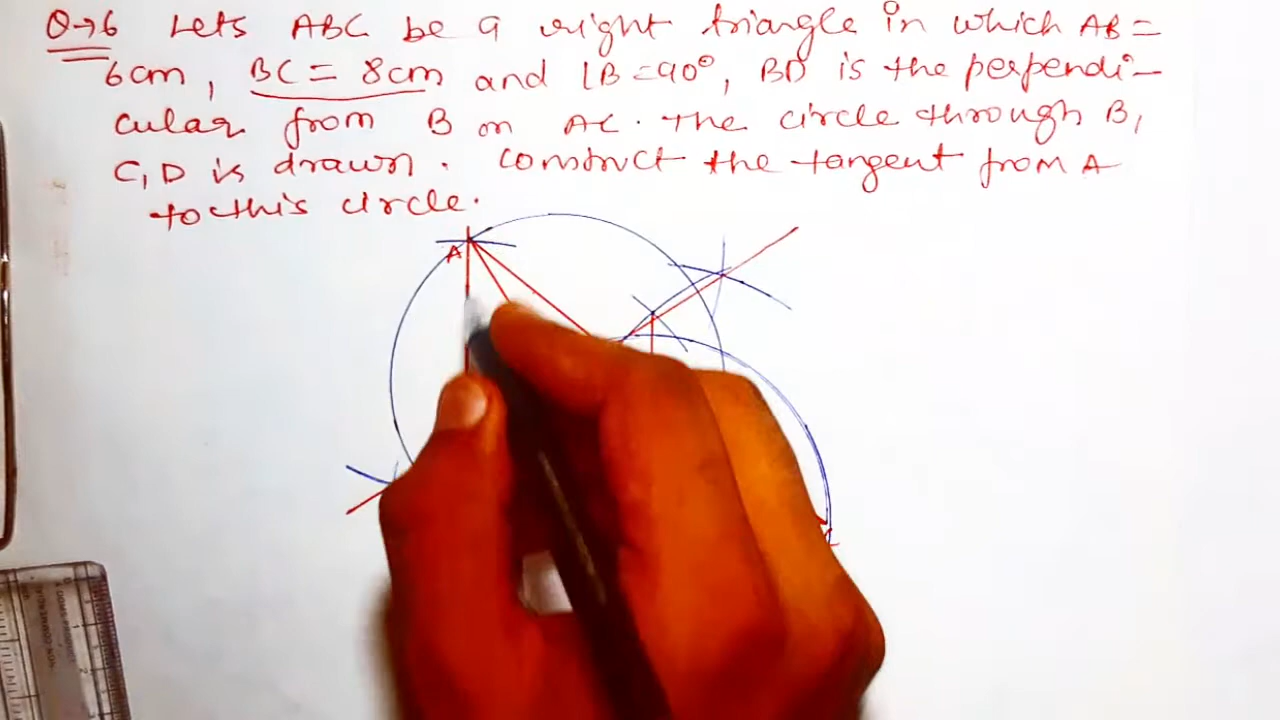 Q→6 Lets ABC be a right triangle in which AB=
6cm, BC = 8cm and LB=90°, BD is the perpendi-
cular from B on AC. The circle through B,
C, D is drawn. construct the tangent from A
to this circle.
A